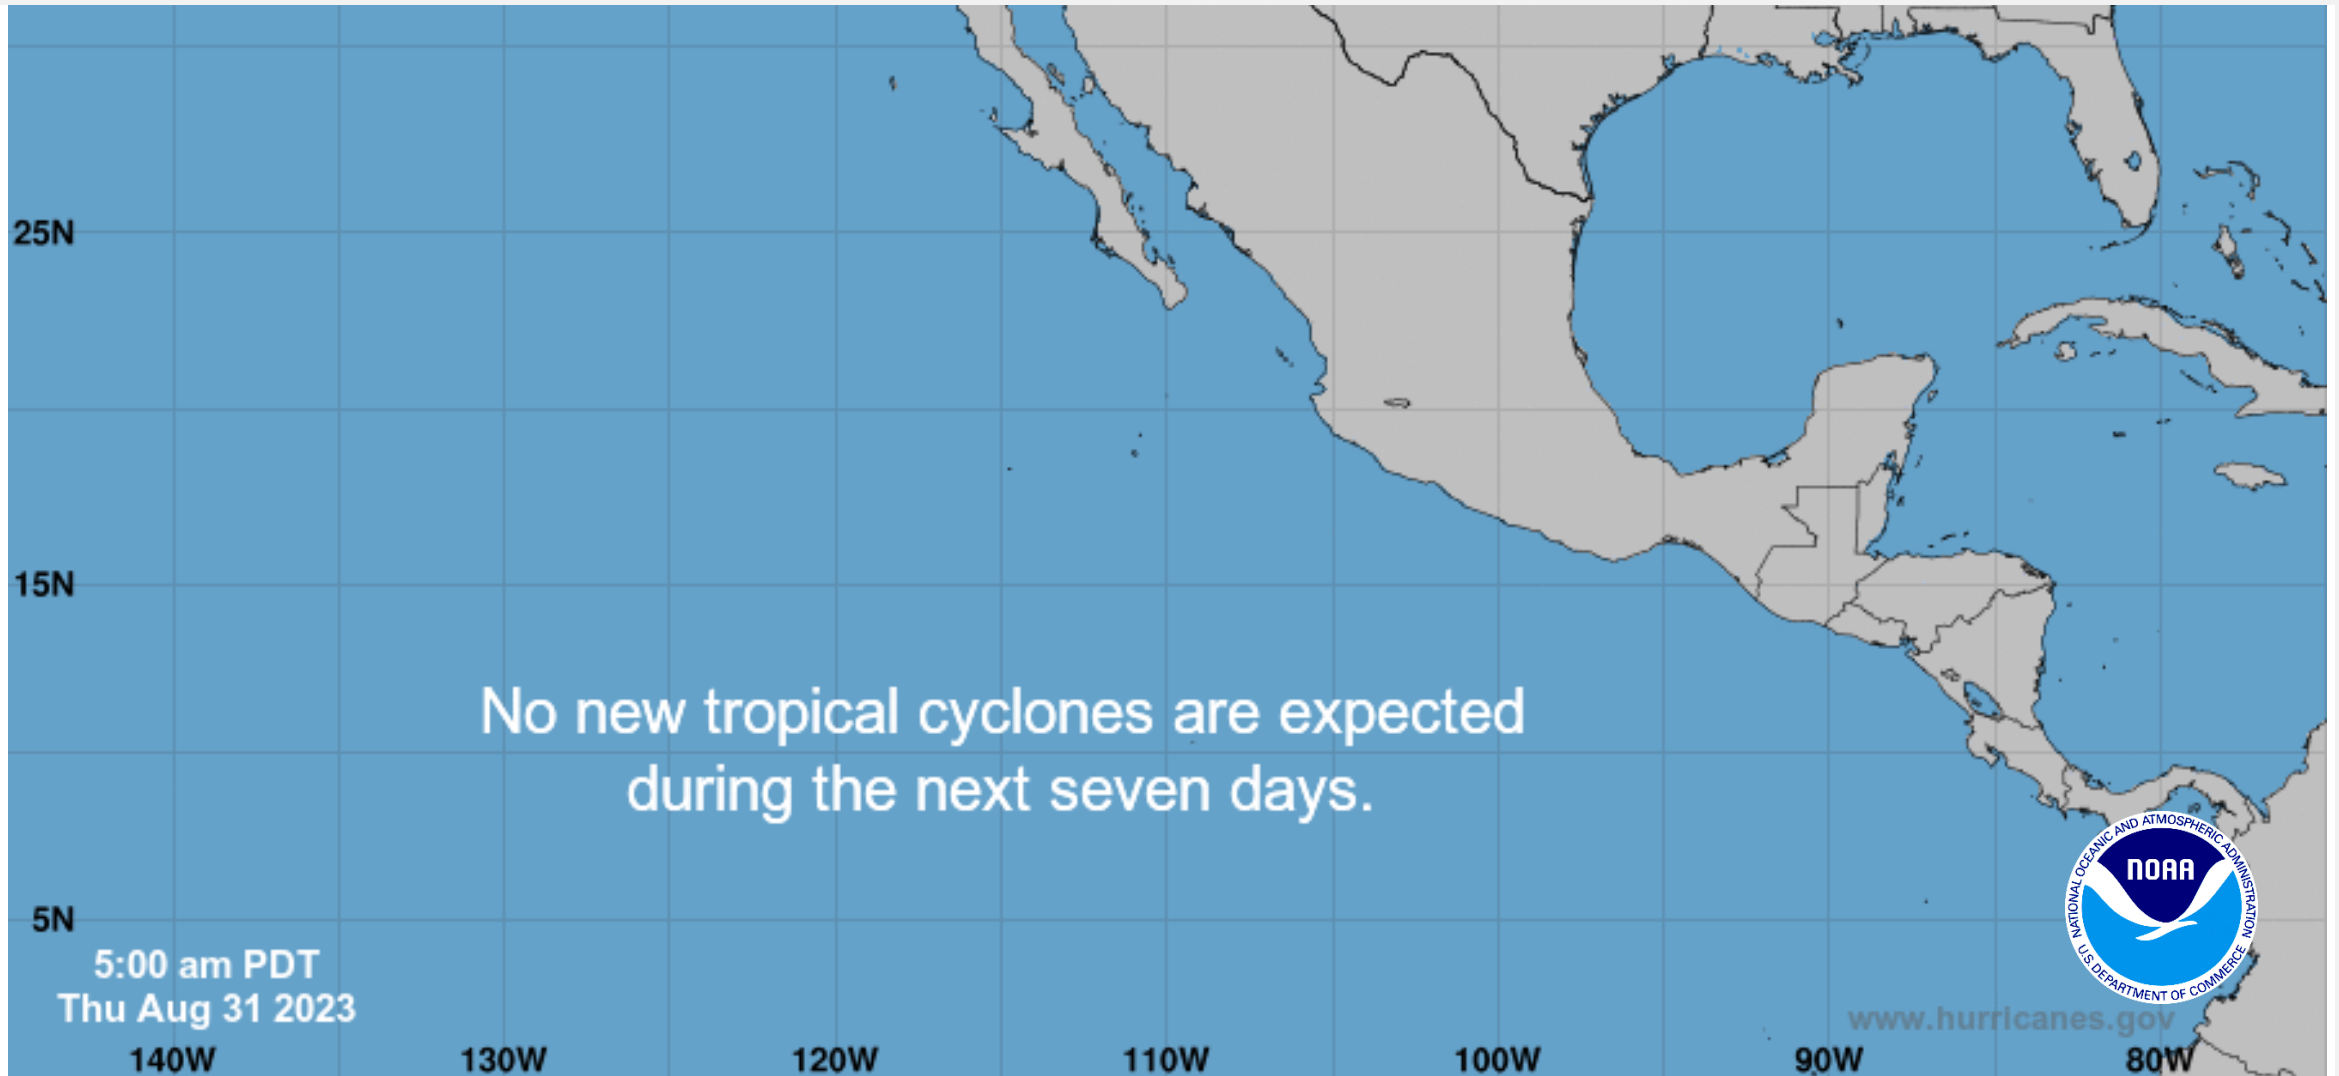 25N
15N
No new tropical cyclones are expected
during the next seven days.
NOAA
NATIONAL OCEANIC AND ATMOSPHERIC ADMINISTRATION
U.S. DEPARTMENT OF COMMERCE
5N
5:00 am PDT
Thu Aug 31 2023
www.hurricanes.gov
140W 130W 120W 110W 100W 90W 80W